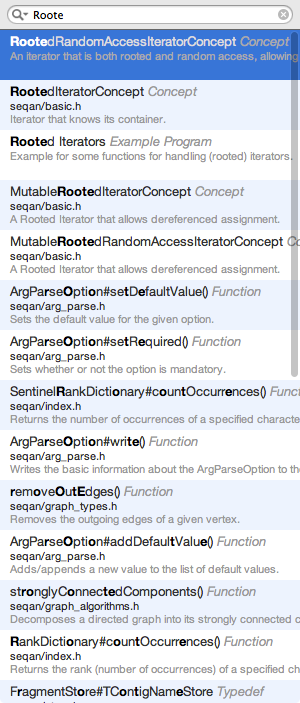 Roote
RootedRandomAccessIteratorConcept Concept
An iterator that is both rooted and random access, allowing
RootedIteratorConcept Concept
seqan/basic.h
Iterator that knows its container.
Rooted Iterators Example Program
Example for some functions for handling (rooted) iterators.
MutableRootedIteratorConcept Concept
seqan/basic.h
A Rooted Iterator that allows dereferenced assignment.
MutableRootedRandomAccessIteratorConcept Co
seqan/basic.h
A Rooted Iterator that allows dereferenced assignment.
ArgParseOption#setDefaultValue() Function
seqan/arg_parse.h
Sets the default value for the given option.
ArgParseOption#setRequired() Function
seqan/arg_parse.h
Sets whether or not the option is mandatory.
SentinelRankDictionary#countOccurrences() Funct
seqan/index.h
Returns the number of occurrences of a specified characte
ArgParseOption#write() Function
seqan/arg_parse.h
Writes the basic information about the ArgParseOption to the
removeOutEdges() Function
seqan/graph_types.h
Removes the outgoing edges of a given vertex.
ArgParseOption#addDefaultValue() Function
seqan/arg_parse.h
Adds/appends a new value to the list of default values.
stronglyConnectedComponents() Function
seqan/graph_algorithms.h
Decomposes a directed graph into its strongly connected c
RankDictionary#countOccurrences() Function
seqan/index.h
Returns the rank (number of occurrences) of a specified ch
FragmentStore#TContigNameStore Typedef